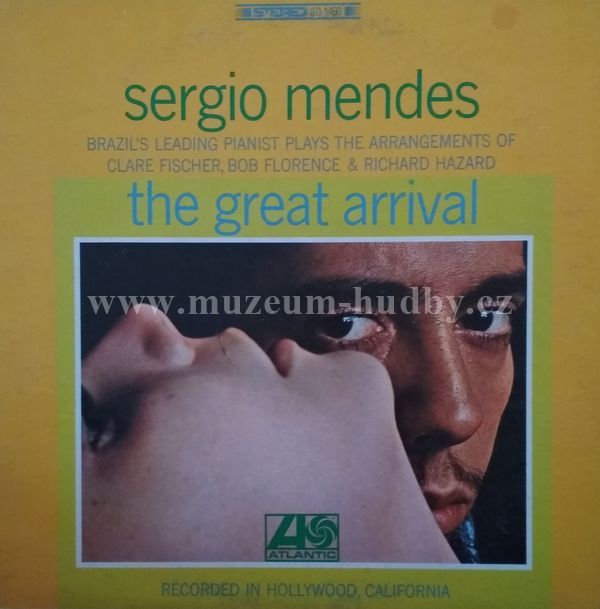 STEREO SD 1466
sergio mendes
BRAZIL'S LEADING PIANIST PLAYS THE ARRANGEMENTS OF
CLARE FISCHER, BOB FLORENCE & RICHARD HAZARD
the great arrival
www.muzeum-hudby.cz
ATLANTIC
RECORDED IN HOLLYWOOD, CALIFORNIA